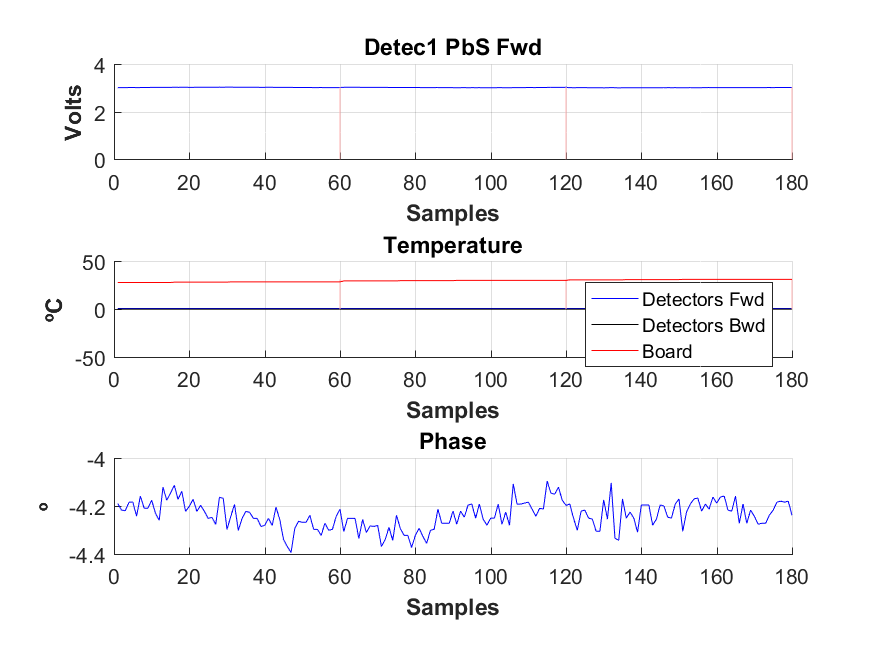 Detec1 PbS Fwd
Volts
4
2
0
0 20 40 60 80 100 120 140 160 180
Samples
Temperature
ºC
50
0
-50
Detectors Fwd
Detectors Bwd
Board
0 20 40 60 80 100 120 140 160 180
Samples
Phase
º
-4
-4.2
-4.4
0 20 40 60 80 100 120 140 160 180
Samples